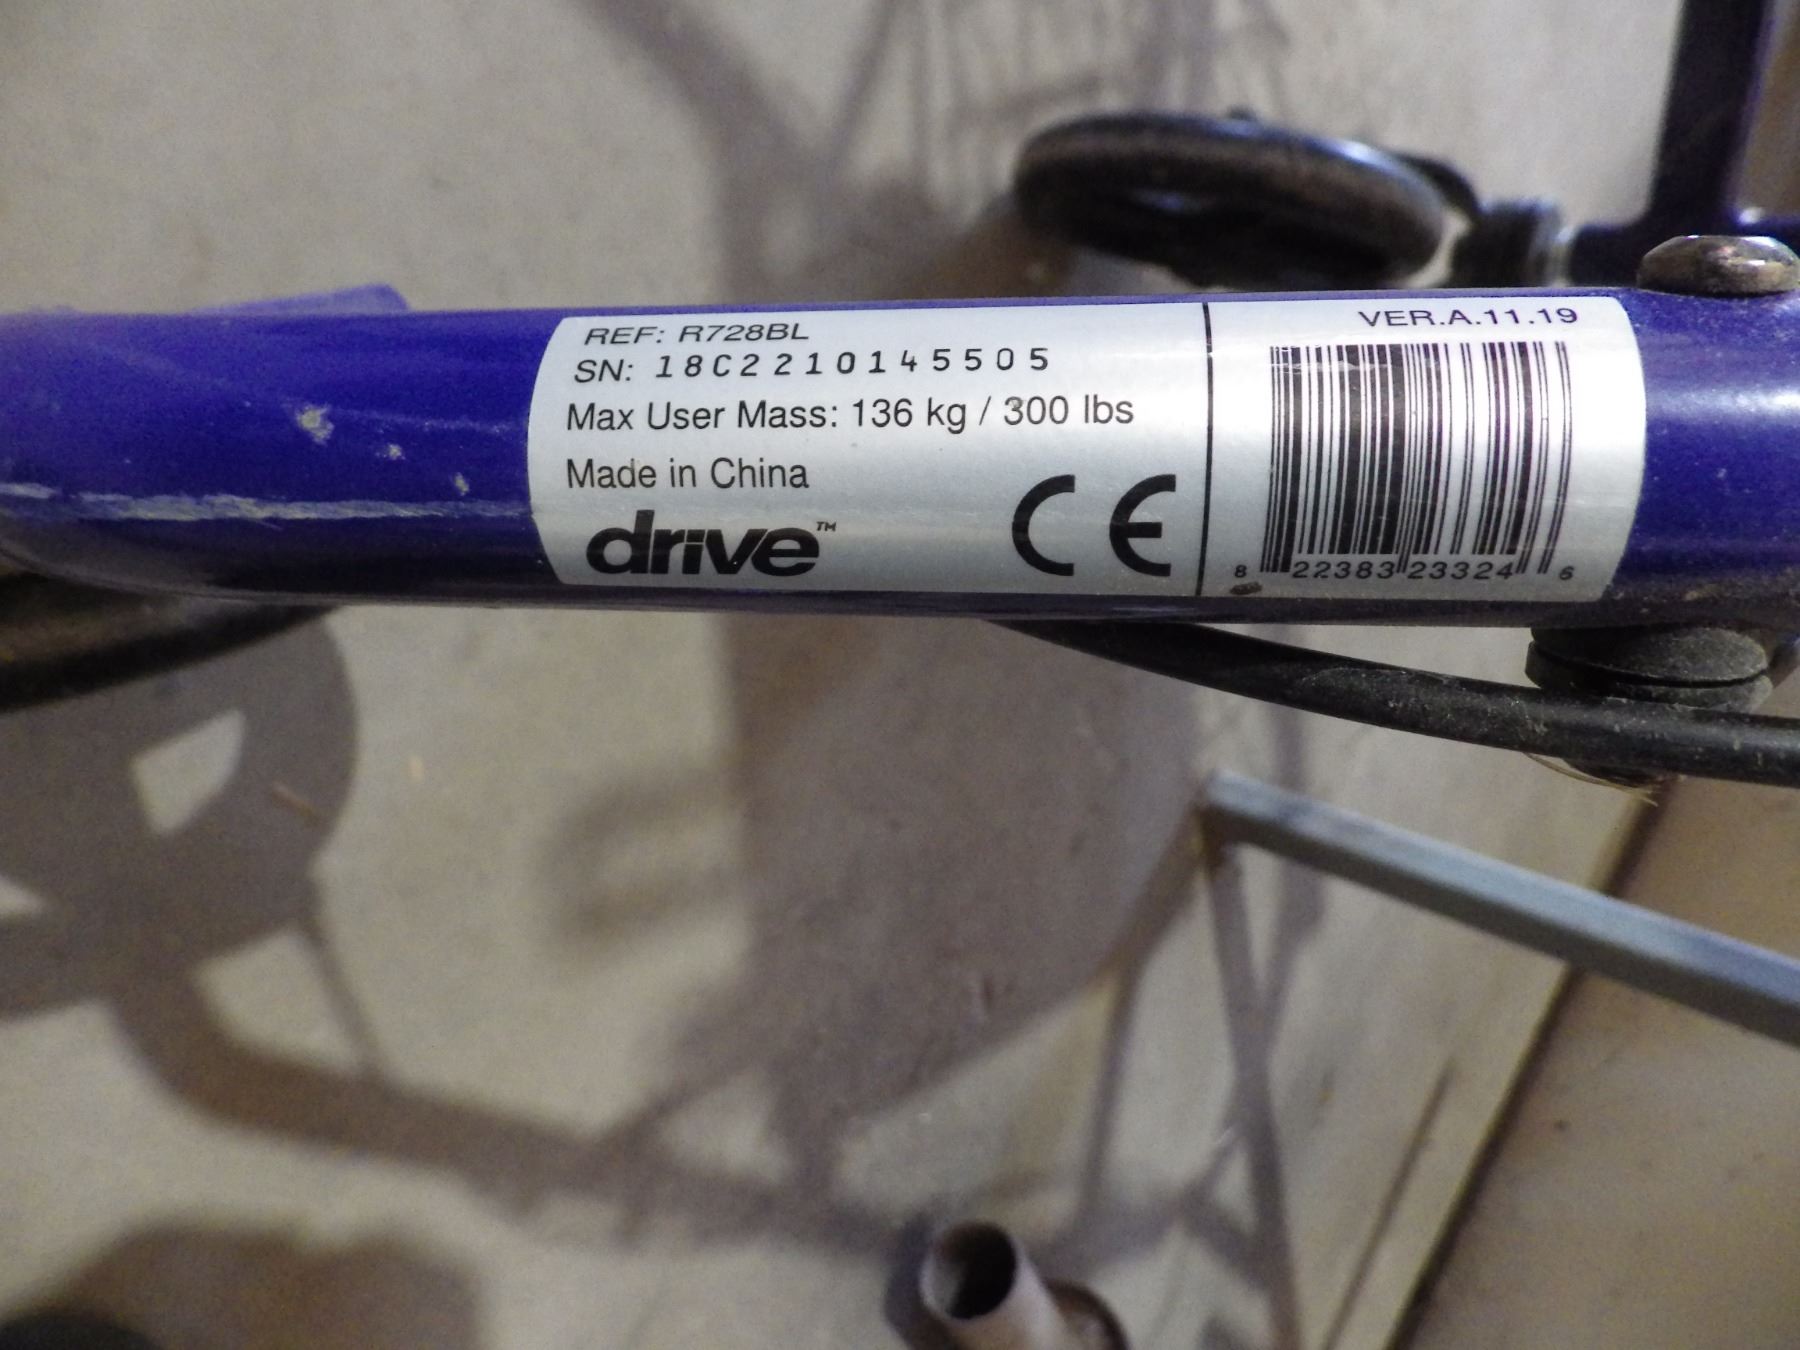 REF: R728BL
SN: 18C2210145505
Max User Mass: 136 kg / 300 lbs
Made in China
drive™
CE
VER.A.11.19
8 22383 23324 6